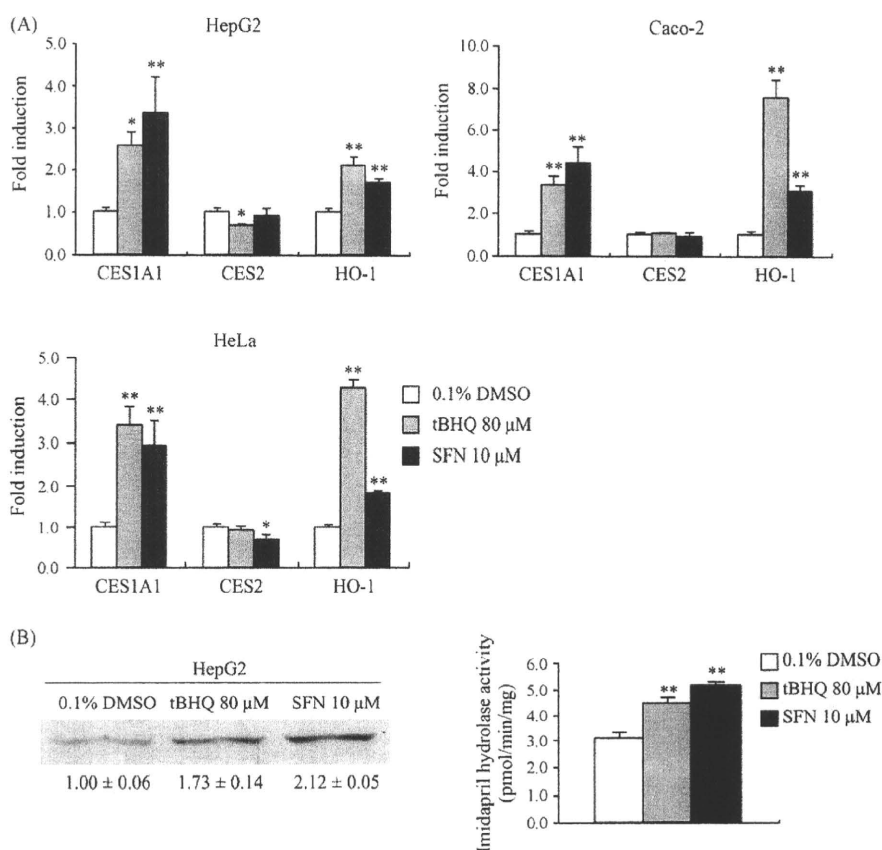 (A)
HepG2
Fold induction
5.0
4.0
3.0
2.0
1.0
0.0
*
**
*
**
**
CES1A1 CES2 HO-1
Caco-2
Fold induction
10.0
8.0
6.0
4.0
2.0
0.0
**
**
**
**
CES1A1 CES2 HO-1
HeLa
Fold induction
5.0
4.0
3.0
2.0
1.0
0.0
**
**
*
**
**
CES1A1 CES2 HO-1
0.1% DMSO
tBHQ 80 μM
SFN 10 μM
(B)
HepG2
0.1% DMSO tBHQ 80 μM SFN 10 μM
1.00 ± 0.06 1.73 ± 0.14 2.12 ± 0.05
Imidapril hydrolase activity
(pmol/min/mg)
6.0
5.0
4.0
3.0
2.0
1.0
0.0
**
**
0.1% DMSO
tBHQ 80 μM
SFN 10 μM